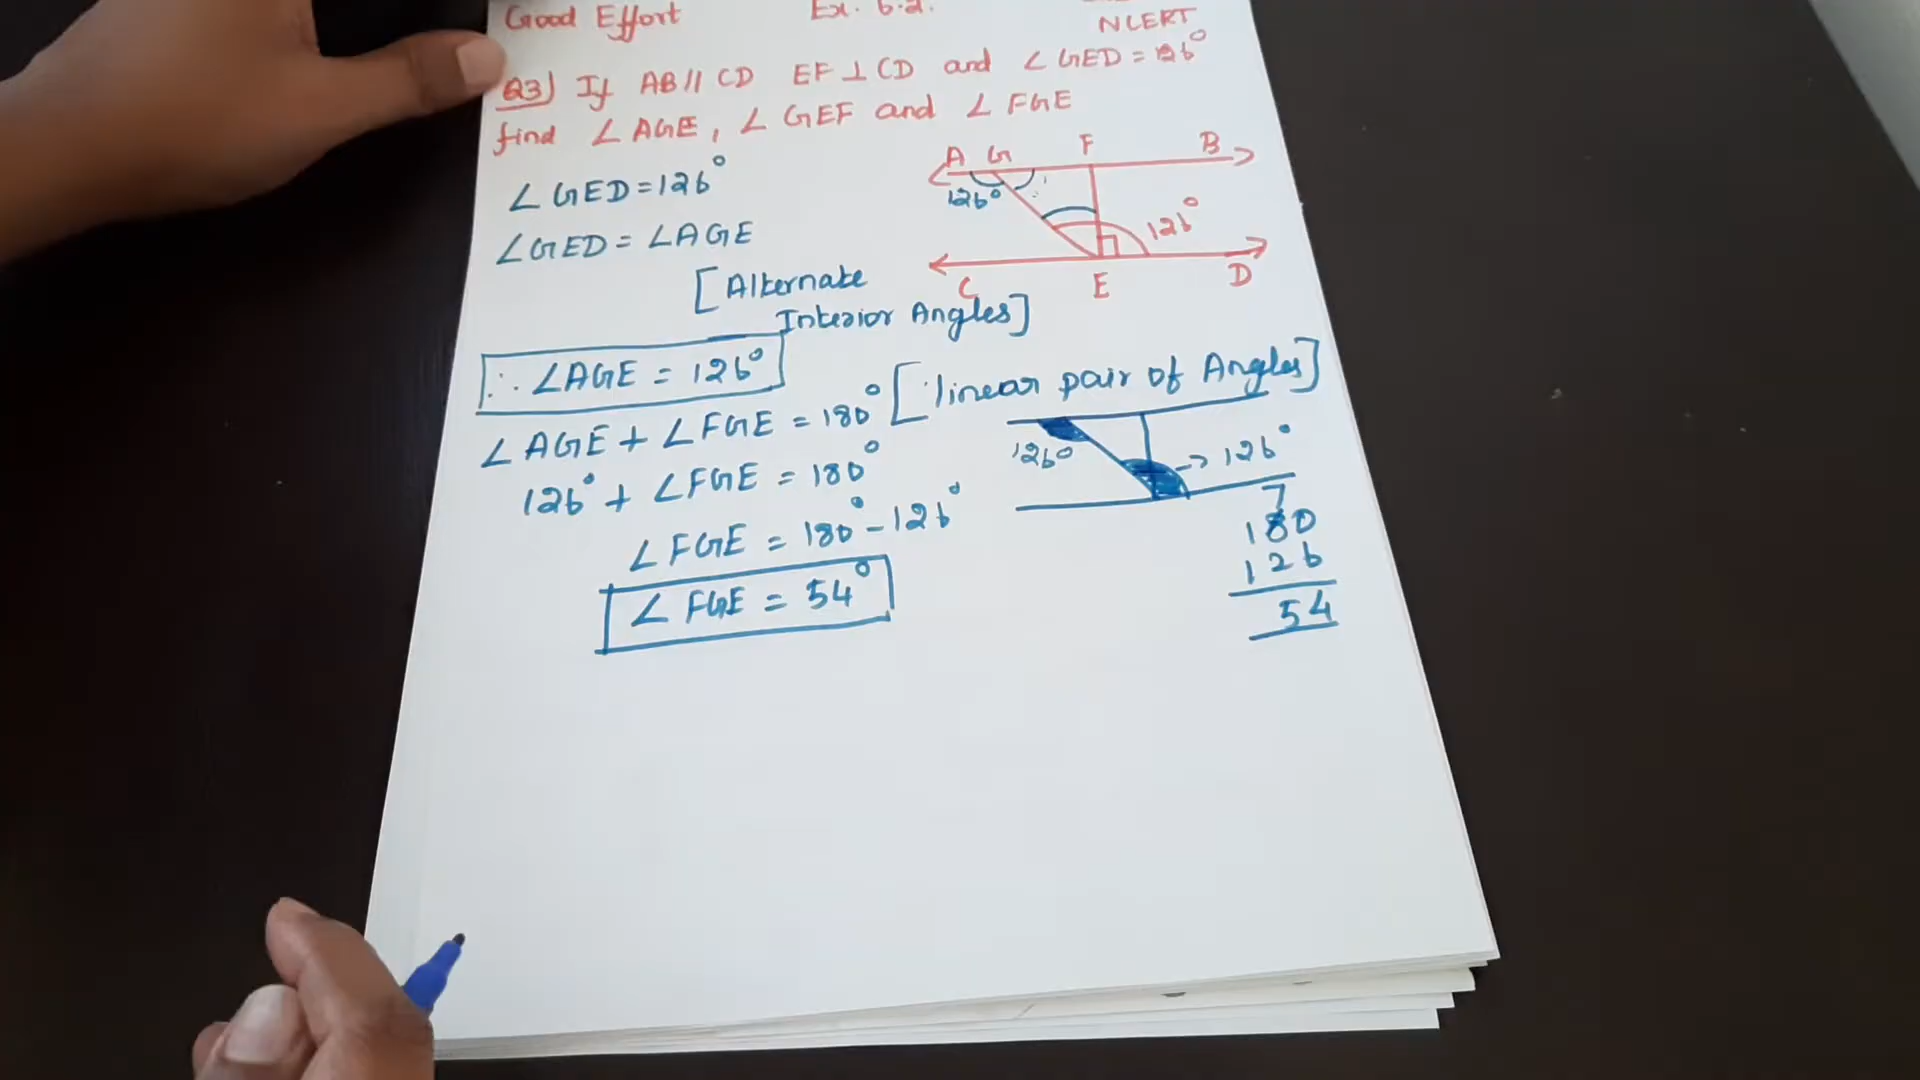 Good Effort Ex. 6.2.
NCERT
Q3) If AB // CD EF ⊥ CD and ∠ GED = 126°
find ∠ AGE, ∠ GEF and ∠ FGE
A G F B
126°
126°
C E D
∠ GED = 126°
∠GED = ∠AGE
[Alternate
Interior Angles]
∴ ∠AGE = 126°
∠ AGE + ∠ FGE = 180° [∵ linear pair of Angles]
126° + ∠FGE = 180°
∠ FGE = 180° - 126°
∠ FGE = 54°
126°
-> 126°
7
180
126
54